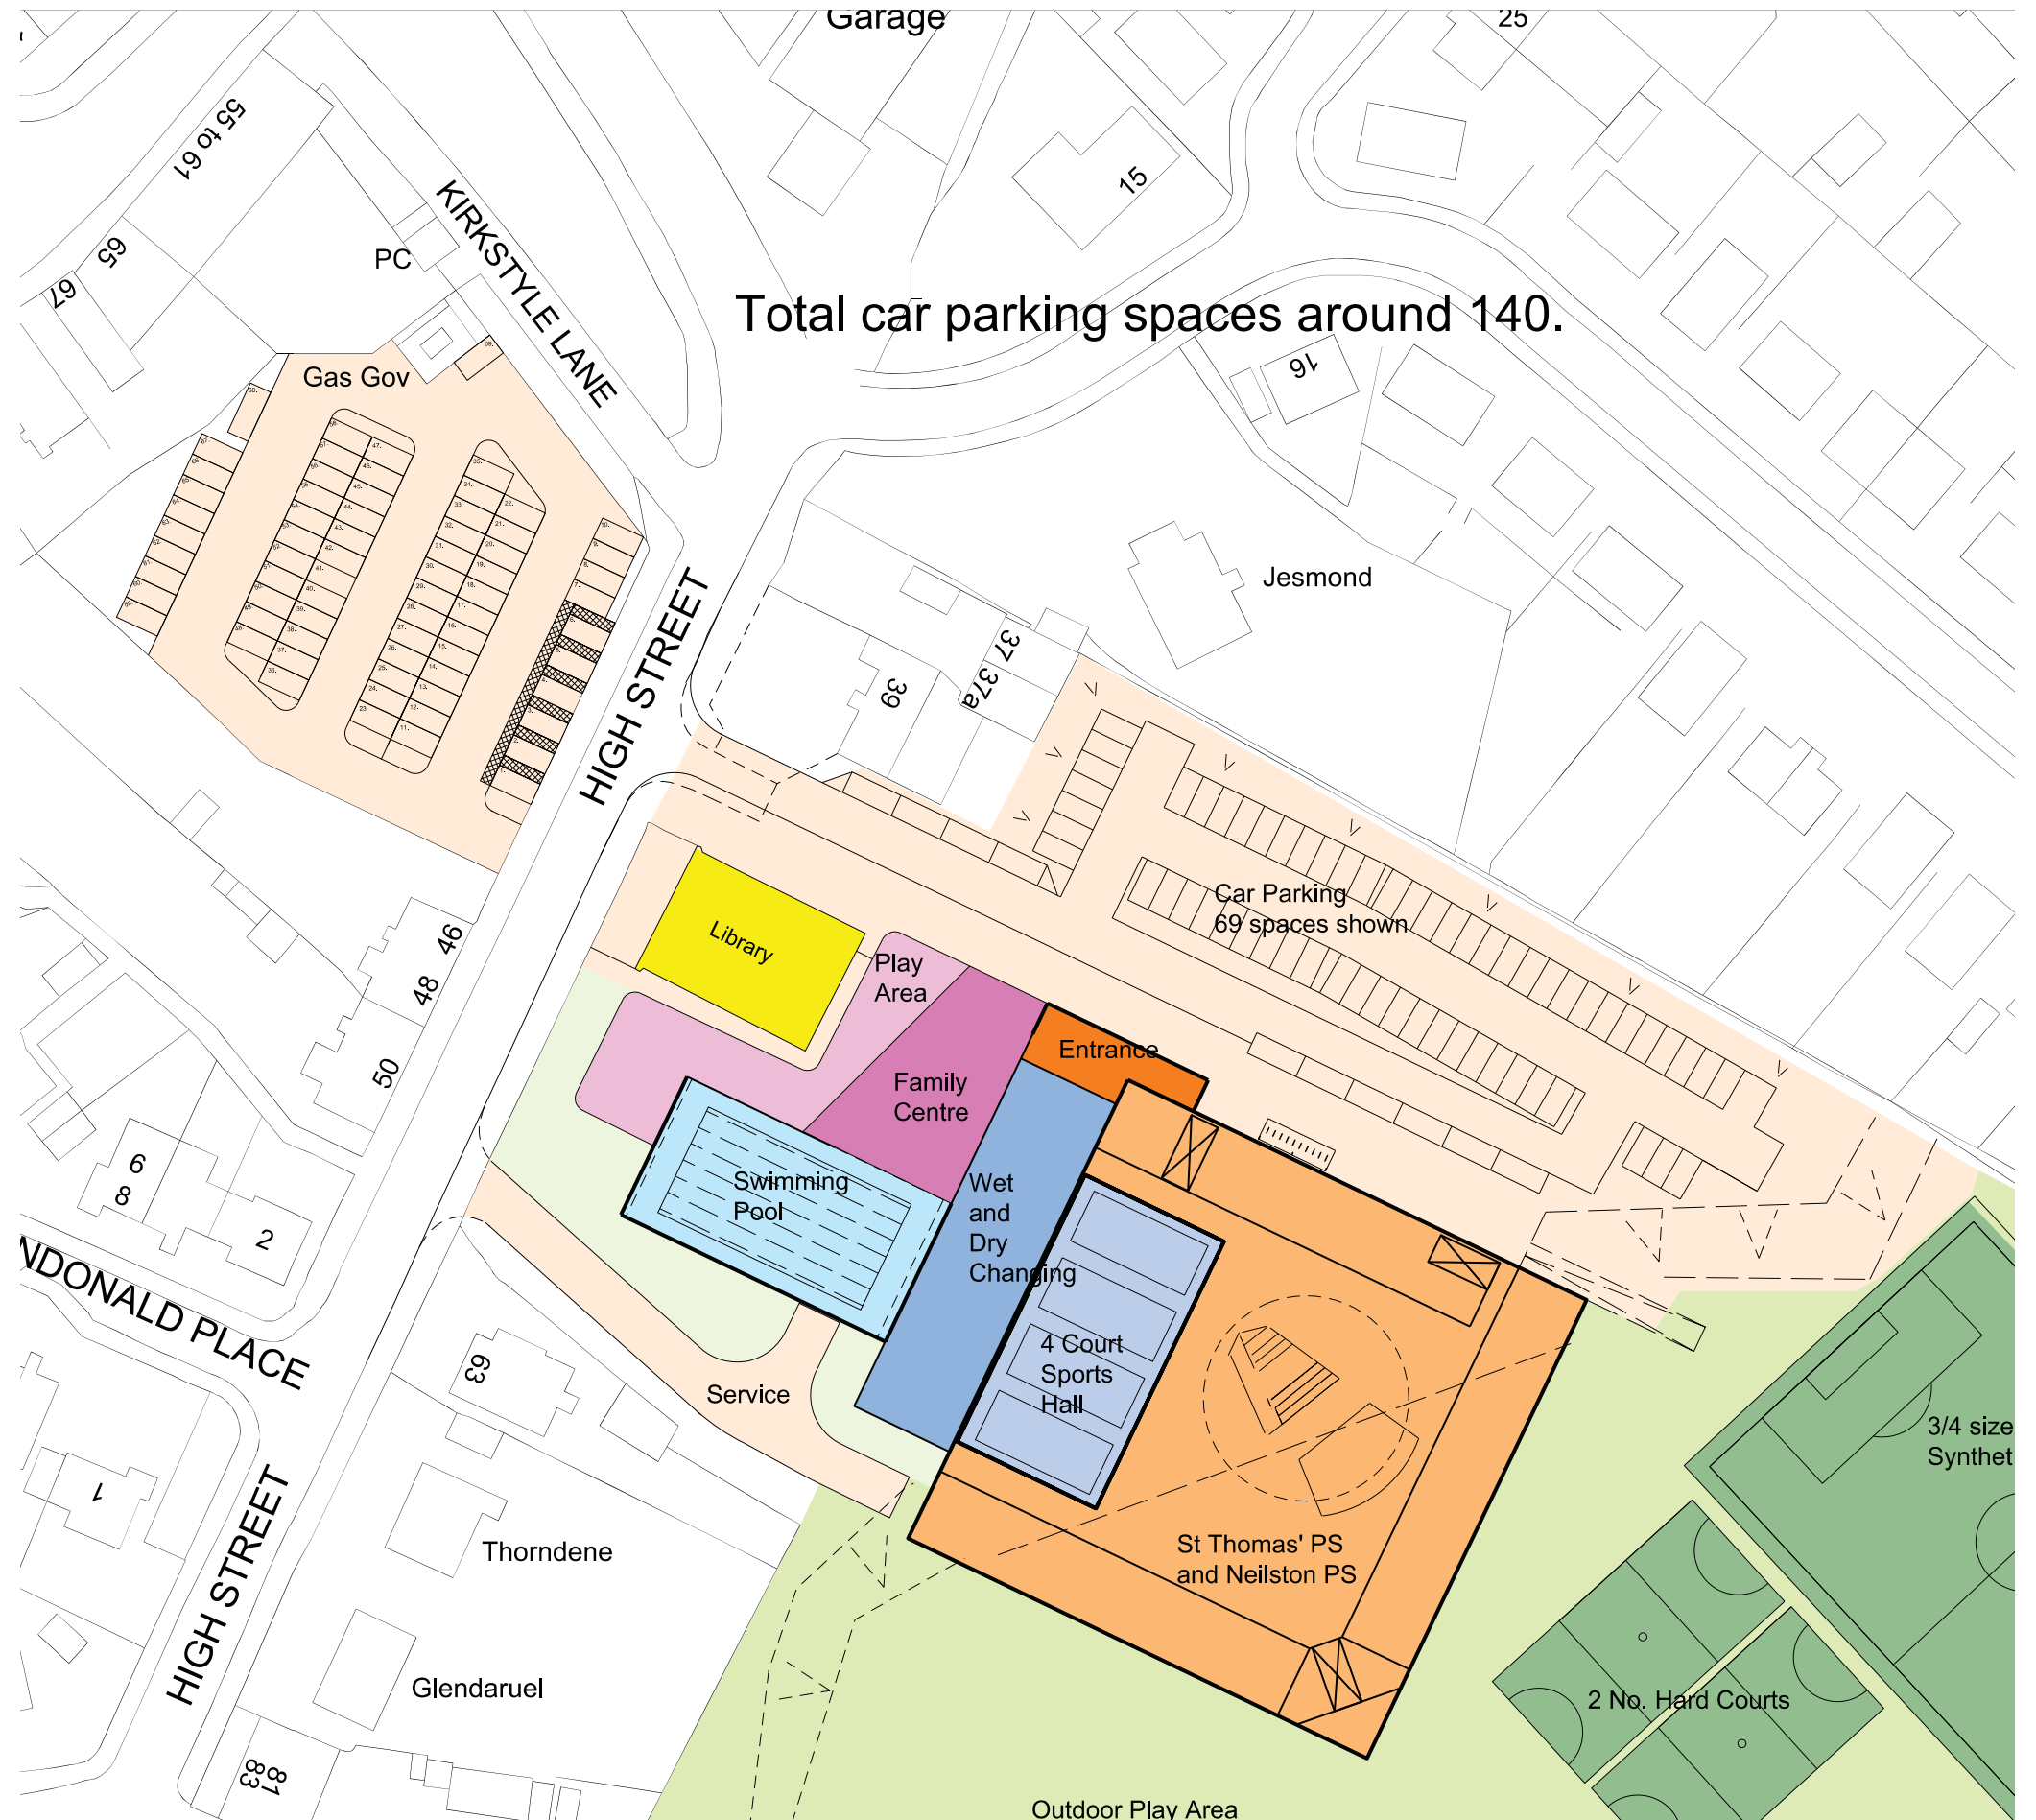 Garage
25
55 to 61
15
KIRKSTYLE LANE
65
PC
67
Total car parking spaces around 140.
16
Gas Gov
Jesmond
HIGH STREET
37
37a
39
Car Parking
69 spaces shown
Library
46
Play
Area
48
Entrance
50
Family
Centre
6
8
2
Swimming
Pool
Wet
and
Dry
Changing
NDONALD PLACE
4 Court
Sports
Hall
63
Service
3/4 size
Synthet
1
HIGH STREET
Thorndene
St Thomas' PS
and Neilston PS
Glendaruel
2 No. Hard Courts
81
83
Outdoor Play Area